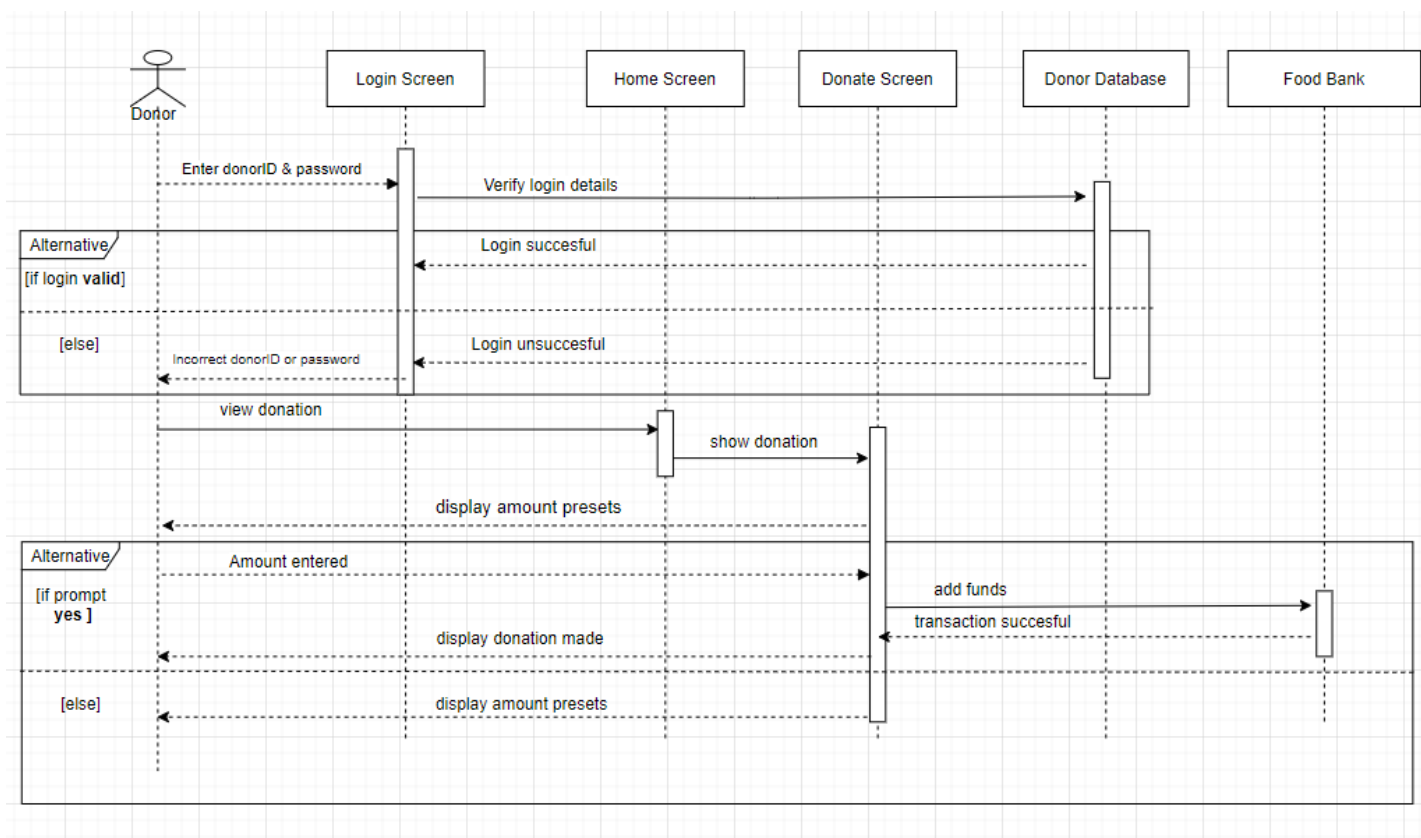 Donor
Login Screen
Home Screen
Donate Screen
Donor Database
Food Bank
Enter donorID & password
Verify login details
Alternative
Login succesful
[if login valid]
[else]
Login unsuccesful
Incorrect donorID or password
view donation
show donation
display amount presets
Alternative
Amount entered
[if prompt
yes ]
add funds
transaction succesful
display donation made
[else]
display amount presets